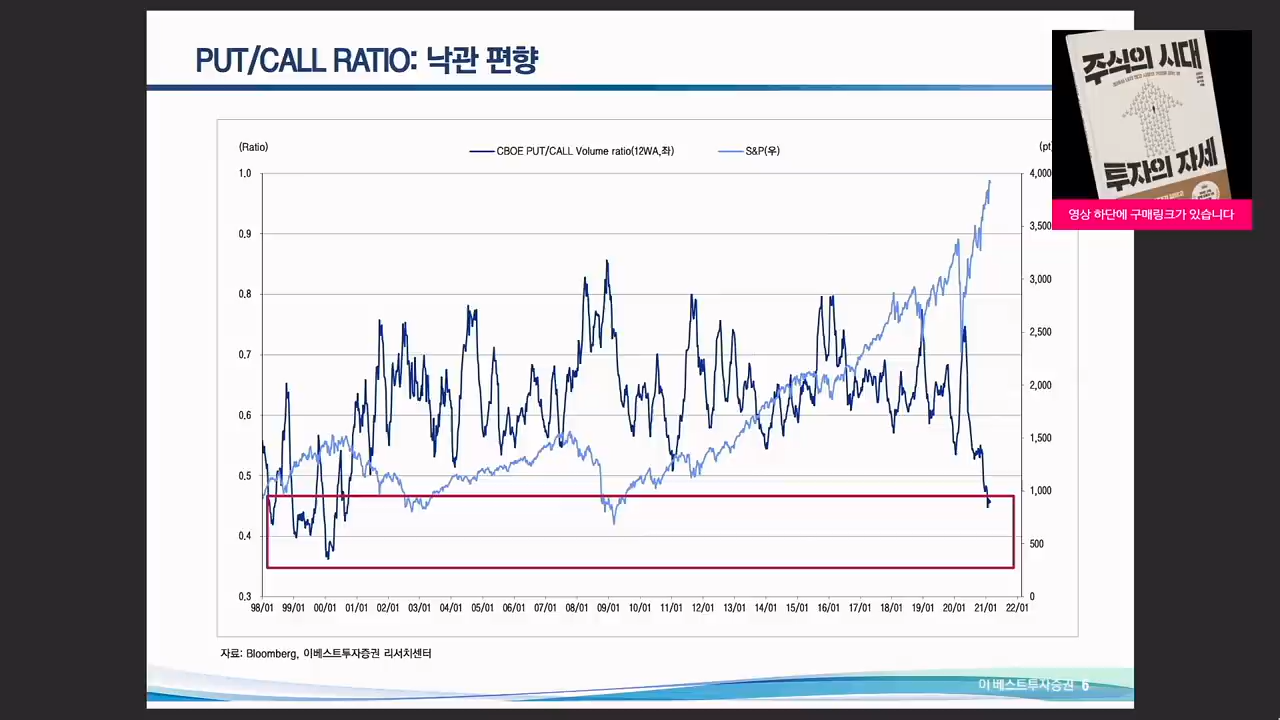 PUT/CALL RATIO: 낙관 편향
주식의 시대
투자의 자세
영상 하단에 구매링크가 있습니다
(Ratio)
CBOE PUT/CALL Volume ratio(12WA,좌)
S&P(우)
(pt
1.0
0.9
0.8
0.7
0.6
0.5
0.4
0.3
4,000
3,500
3,000
2,500
2,000
1,500
1,000
500
0
98/01 99/01 00/01 01/01 02/01 03/01 04/01 05/01 06/01 07/01 08/01 09/01 10/01 11/01 12/01 13/01 14/01 15/01 16/01 17/01 18/01 19/01 20/01 21/01 22/01
자료: Bloomberg, 이베스트투자증권 리서치센터
이베스트투자증권 6